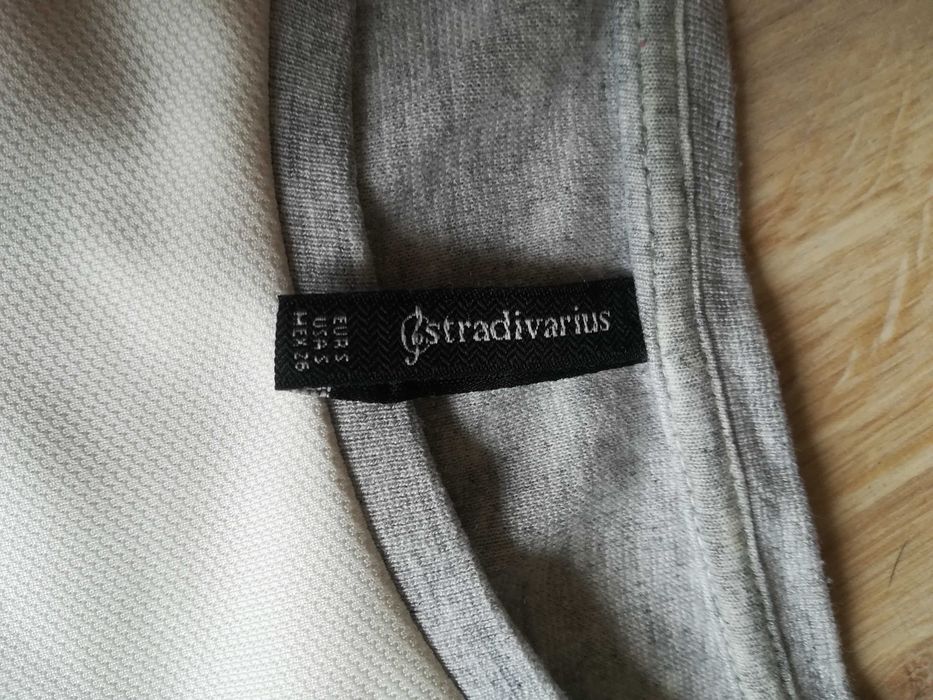 stradivarius
EUR S
USA S
MEX 26